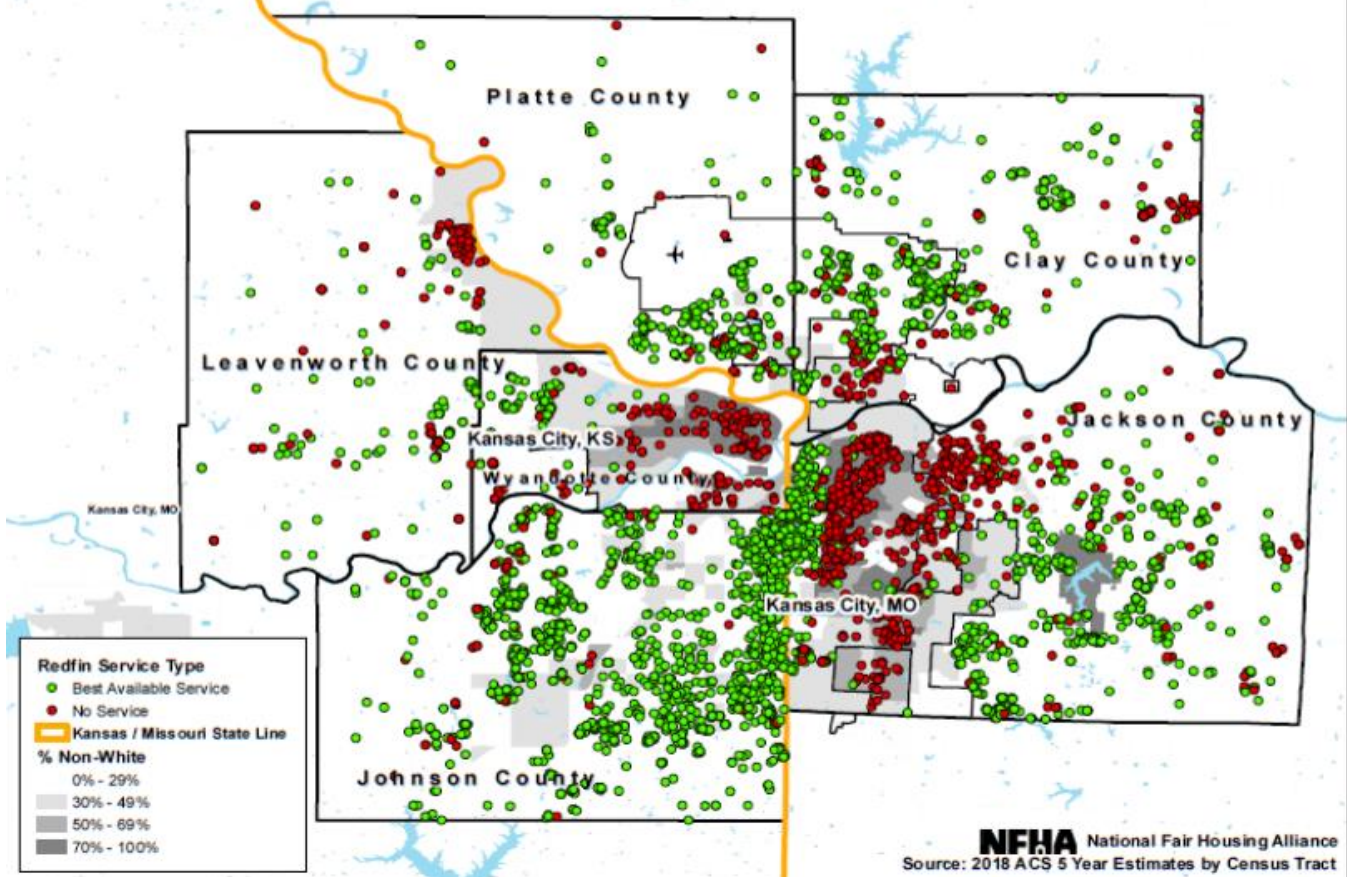 Platte County
Clay County
Leavenworth County
Jackson County
Kansas City, KS
Wyandotte County
Kansas City, MO
Kansas City, MO
Johnson County
Redfin Service Type
Best Available Service
No Service
Kansas / Missouri State Line
% Non-White
0% - 29%
30% - 49%
50% - 69%
70% - 100%
NFHA National Fair Housing Alliance
Source: 2018 ACS 5 Year Estimates by Census Tract